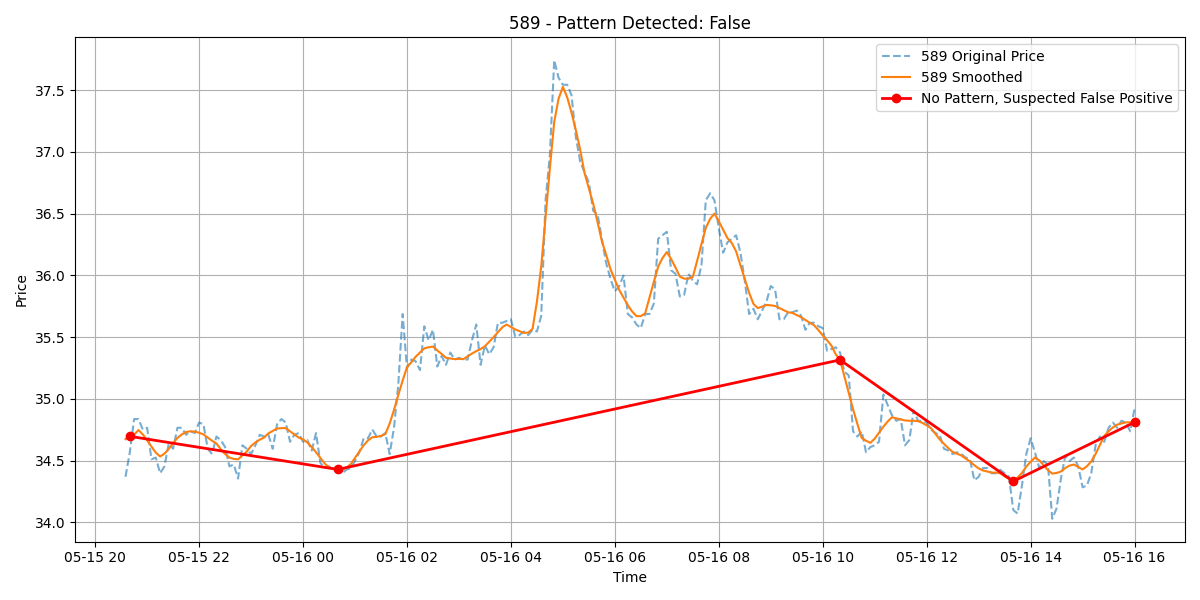 589 - Pattern Detected: False
589 Original Price
589 Smoothed
No Pattern, Suspected False Positive
Price
37.5
37.0
36.5
36.0
35.5
35.0
34.5
34.0
05-15 20 05-15 22 05-16 00 05-16 02 05-16 04 05-16 06 05-16 08 05-16 10 05-16 12 05-16 14 05-16 16
Time